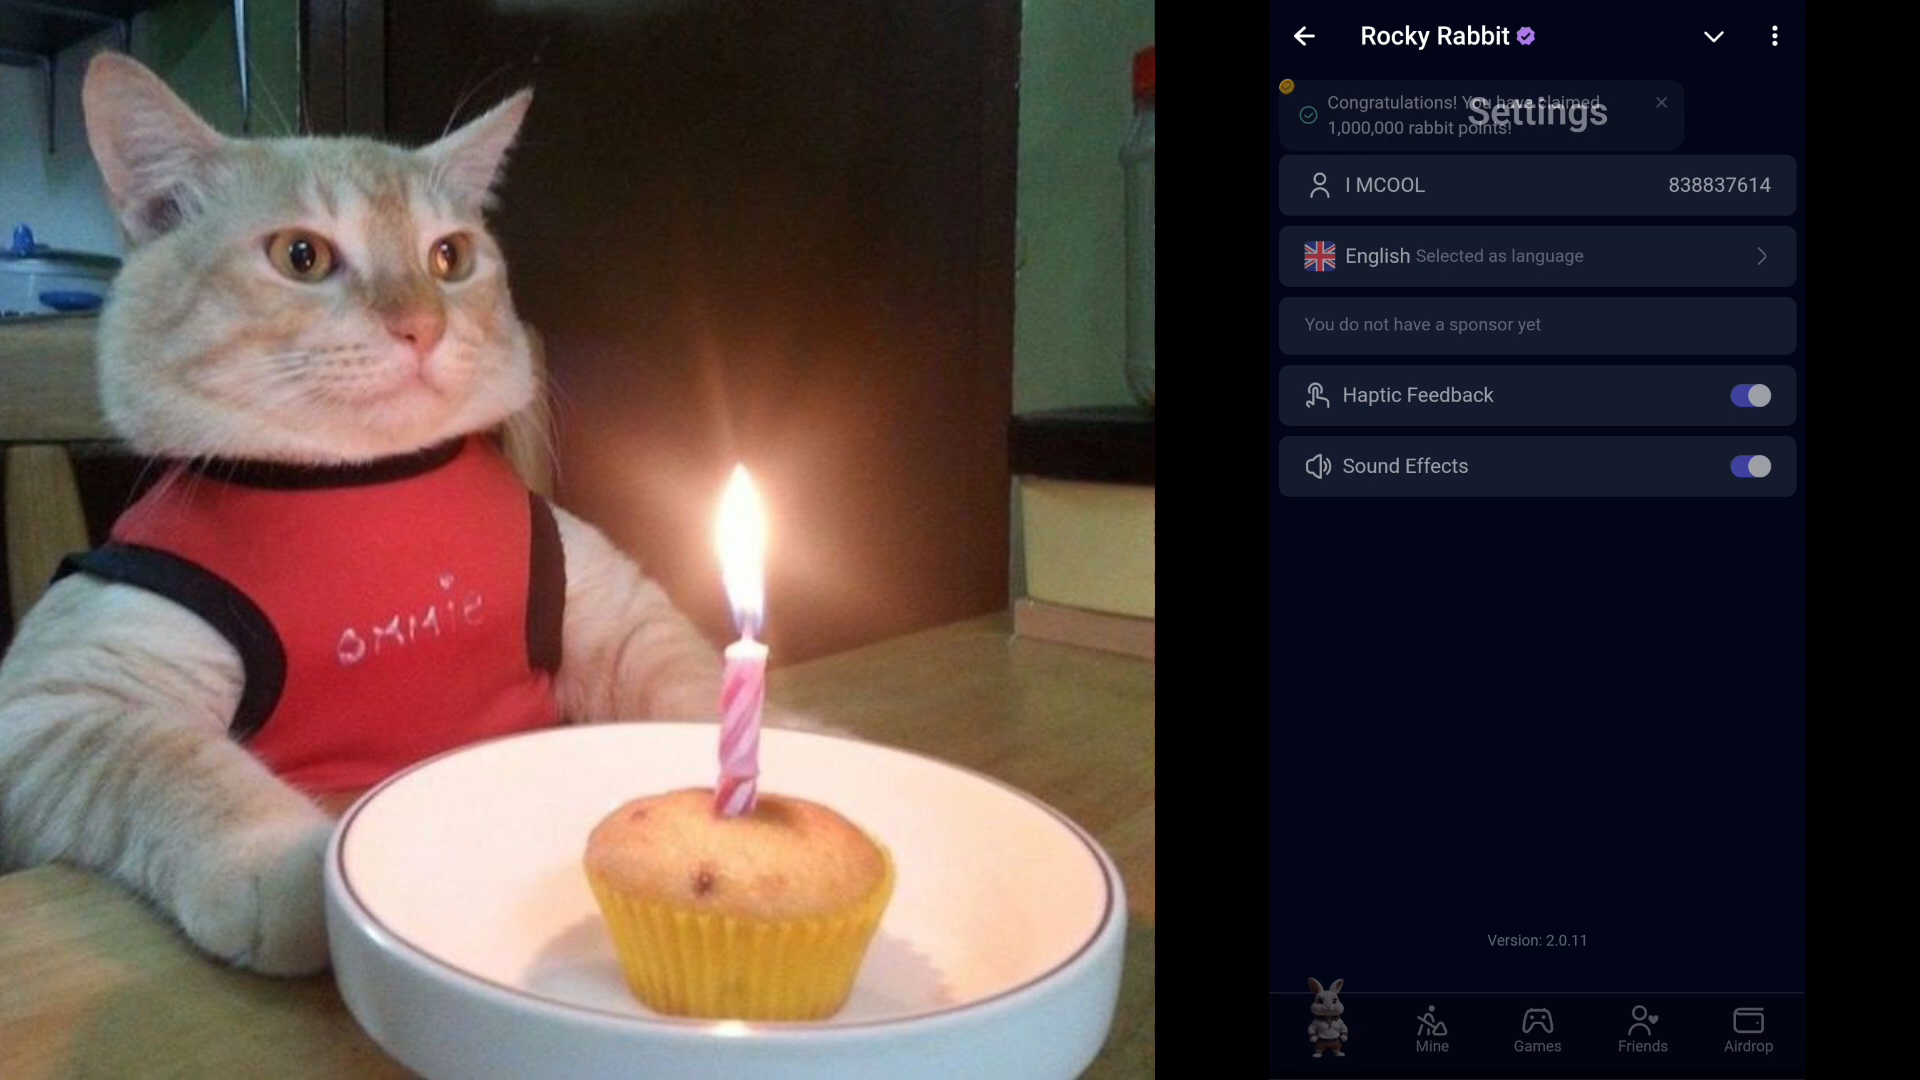 OMMiE
Rocky Rabbit
Settings
Congratulations! You have claimed
1,000,000 rabbit points!
I MCOOL
838837614
English Selected as language
You do not have a sponsor yet
Haptic Feedback
Sound Effects
Version: 2.0.11
Mine
Games
Friends
Airdrop